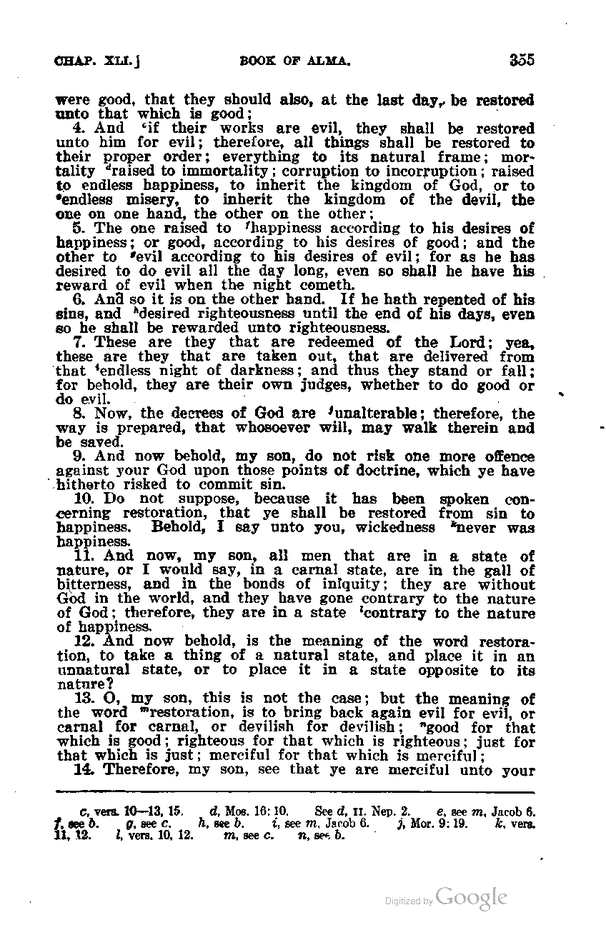 CHAP. XLI.] BOOK OF ALMA. 355
were good, that they should also, at the last day, be restored
unto that which is good;
4. And cif their works are evil, they shall be restored
unto him for evil; therefore, all things shall be restored to
their proper order; everything to its natural frame; mor-
tality draised to immortality; corruption to incorruption; raised
to endless happiness, to inherit the kingdom of God, or to
eendless misery, to inherit the kingdom of the devil, the
one on one hand, the other on the other;
5. The one raised to fhappiness according to his desires of
happiness; or good, according to his desires of good; and the
other to gevil according to his desires of evil; for as he has
desired to do evil all the day long, even so shall he have his
reward of evil when the night cometh.
6. And so it is on the other hand. If he hath repented of his
sins, and hdesired righteousness until the end of his days, even
so he shall be rewarded unto righteousness.
7. These are they that are redeemed of the Lord; yea,
these are they that are taken out, that are delivered from
that iendless night of darkness; and thus they stand or fall;
for behold, they are their own judges, whether to do good or
do evil.
8. Now, the decrees of God are junalterable; therefore, the
way is prepared, that whosoever will, may walk therein and
be saved.
9. And now behold, my son, do not risk one more offence
against your God upon those points of doctrine, which ye have
hitherto risked to commit sin.
10. Do not suppose, because it has been spoken con-
cerning restoration, that ye shall be restored from sin to
happiness. Behold, I say unto you, wickedness knever was
happiness.
11. And now, my son, all men that are in a state of
nature, or I would say, in a carnal state, are in the gall of
bitterness, and in the bonds of iniquity; they are without
God in the world, and they have gone contrary to the nature
of God; therefore, they are in a state lcontrary to the nature
of happiness.
12. And now behold, is the meaning of the word restora-
tion, to take a thing of a natural state, and place it in an
unnatural state, or to place it in a state opposite to its
nature?
13. O, my son, this is not the case; but the meaning of
the word mrestoration, is to bring back again evil for evil, or
carnal for carnal, or devilish for devilish; ngood for that
which is good; righteous for that which is righteous; just for
that which is just; merciful for that which is merciful;
14. Therefore, my son, see that ye are merciful unto your
c, vers. 10—13, 15. d, Mos. 16:10. See d, II. Nep. 2. e, see m, Jacob 6.
f, see b. g, see c. h, see b. i, see m, Jacob 6. j, Mor. 9:19. k, vers.
11, 12. l, vers. 10, 12. m, see c. n, see b.
Digitized by Google